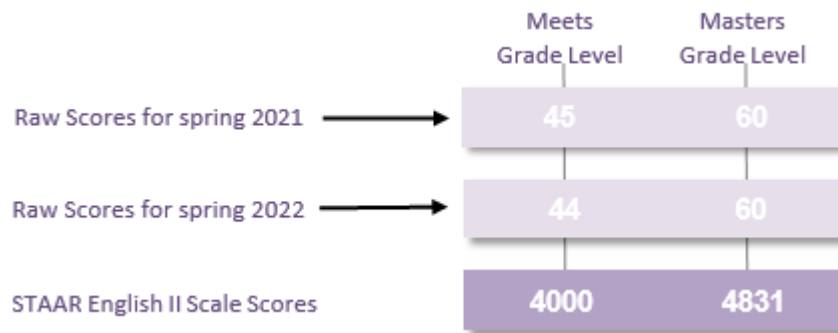 Meets Masters
Grade Level Grade Level
Raw Scores for spring 2021 45 60
Raw Scores for spring 2022 44 60
STAAR English II Scale Scores 4000 4831